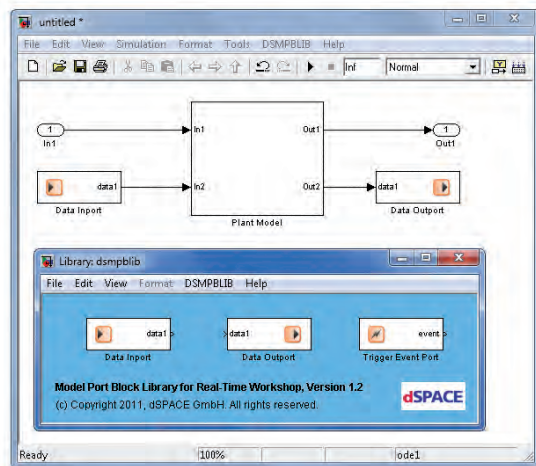 untitled *
File Edit View Simulation Format Tools DSMPBLIB Help
Inf Normal
1 In1 Out1 1
In1 Out1
data1 In2 Out2 data1
Data Inport Data Outport
Plant Model
Library: dsmpblib
File Edit View Format DSMPBLIB Help
data1 data1 event
Data Inport Data Outport Trigger Event Port
Model Port Block Library for Real-Time Workshop, Version 1.2
(c) Copyright 2011, dSPACE GmbH. All rights reserved.
dSPACE
Ready 100% ode1